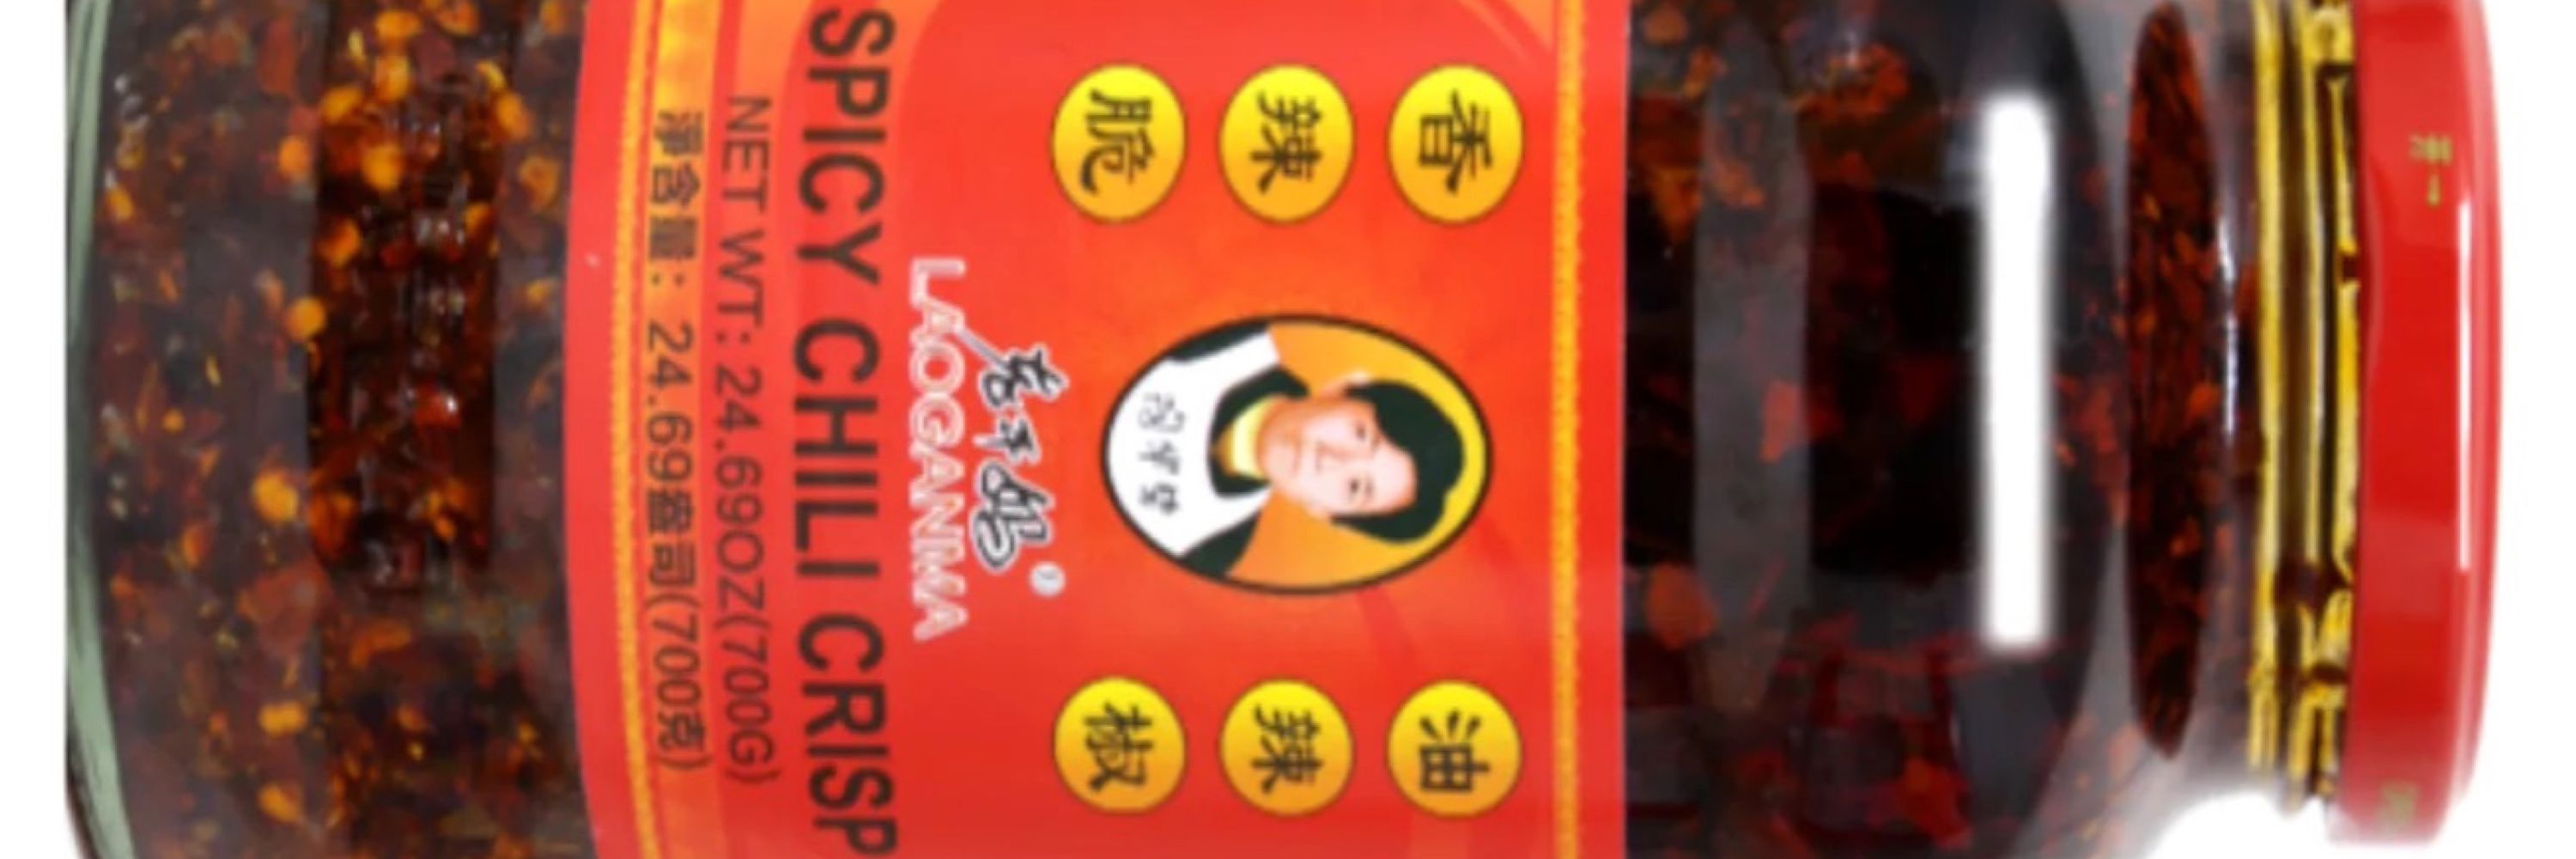 香辣脆
油辣椒
老干妈®
LAOGANMA
SPICY CHILI CRISP
NET WT: 24.69OZ(700G)
淨含量：24.69盎司(700克)